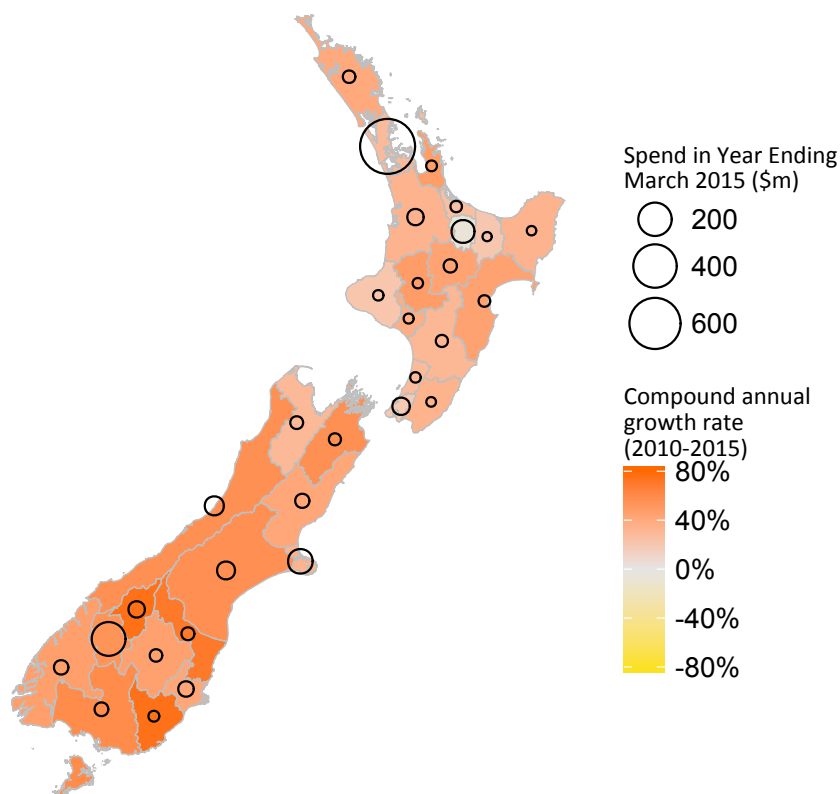 Spend in Year Ending
March 2015 ($m)
200
400
600
Compound annual
growth rate
(2010-2015)
80%
40%
0%
-40%
-80%